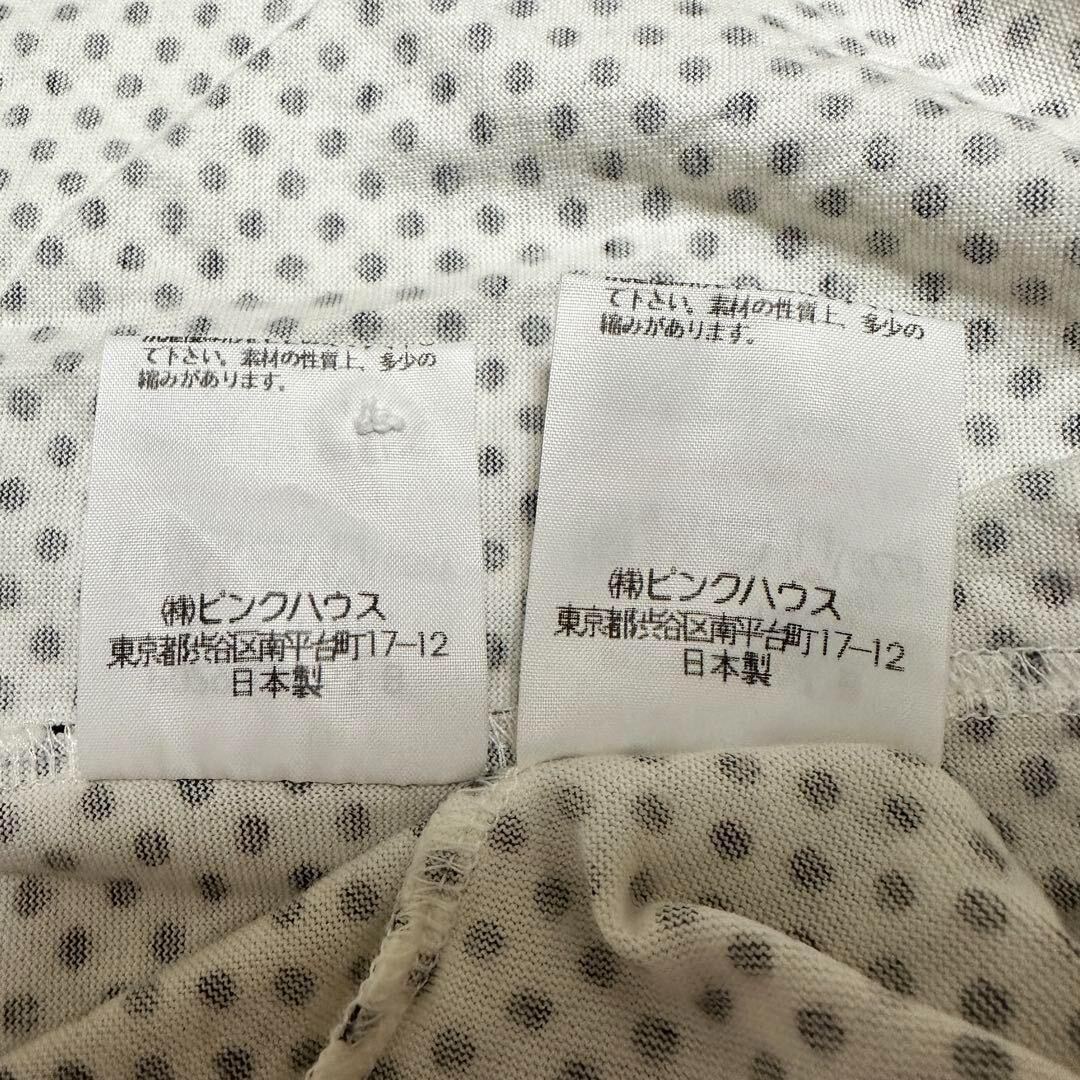 て下さい。素材の性質上、多少の
縮みがあります。
㈱ピンクハウス
東京都渋谷区南平台町17-12
日本製
て下さい。素材の性質上、多少の
縮みがあります。
㈱ピンクハウス
東京都渋谷区南平台町17-12
日本製